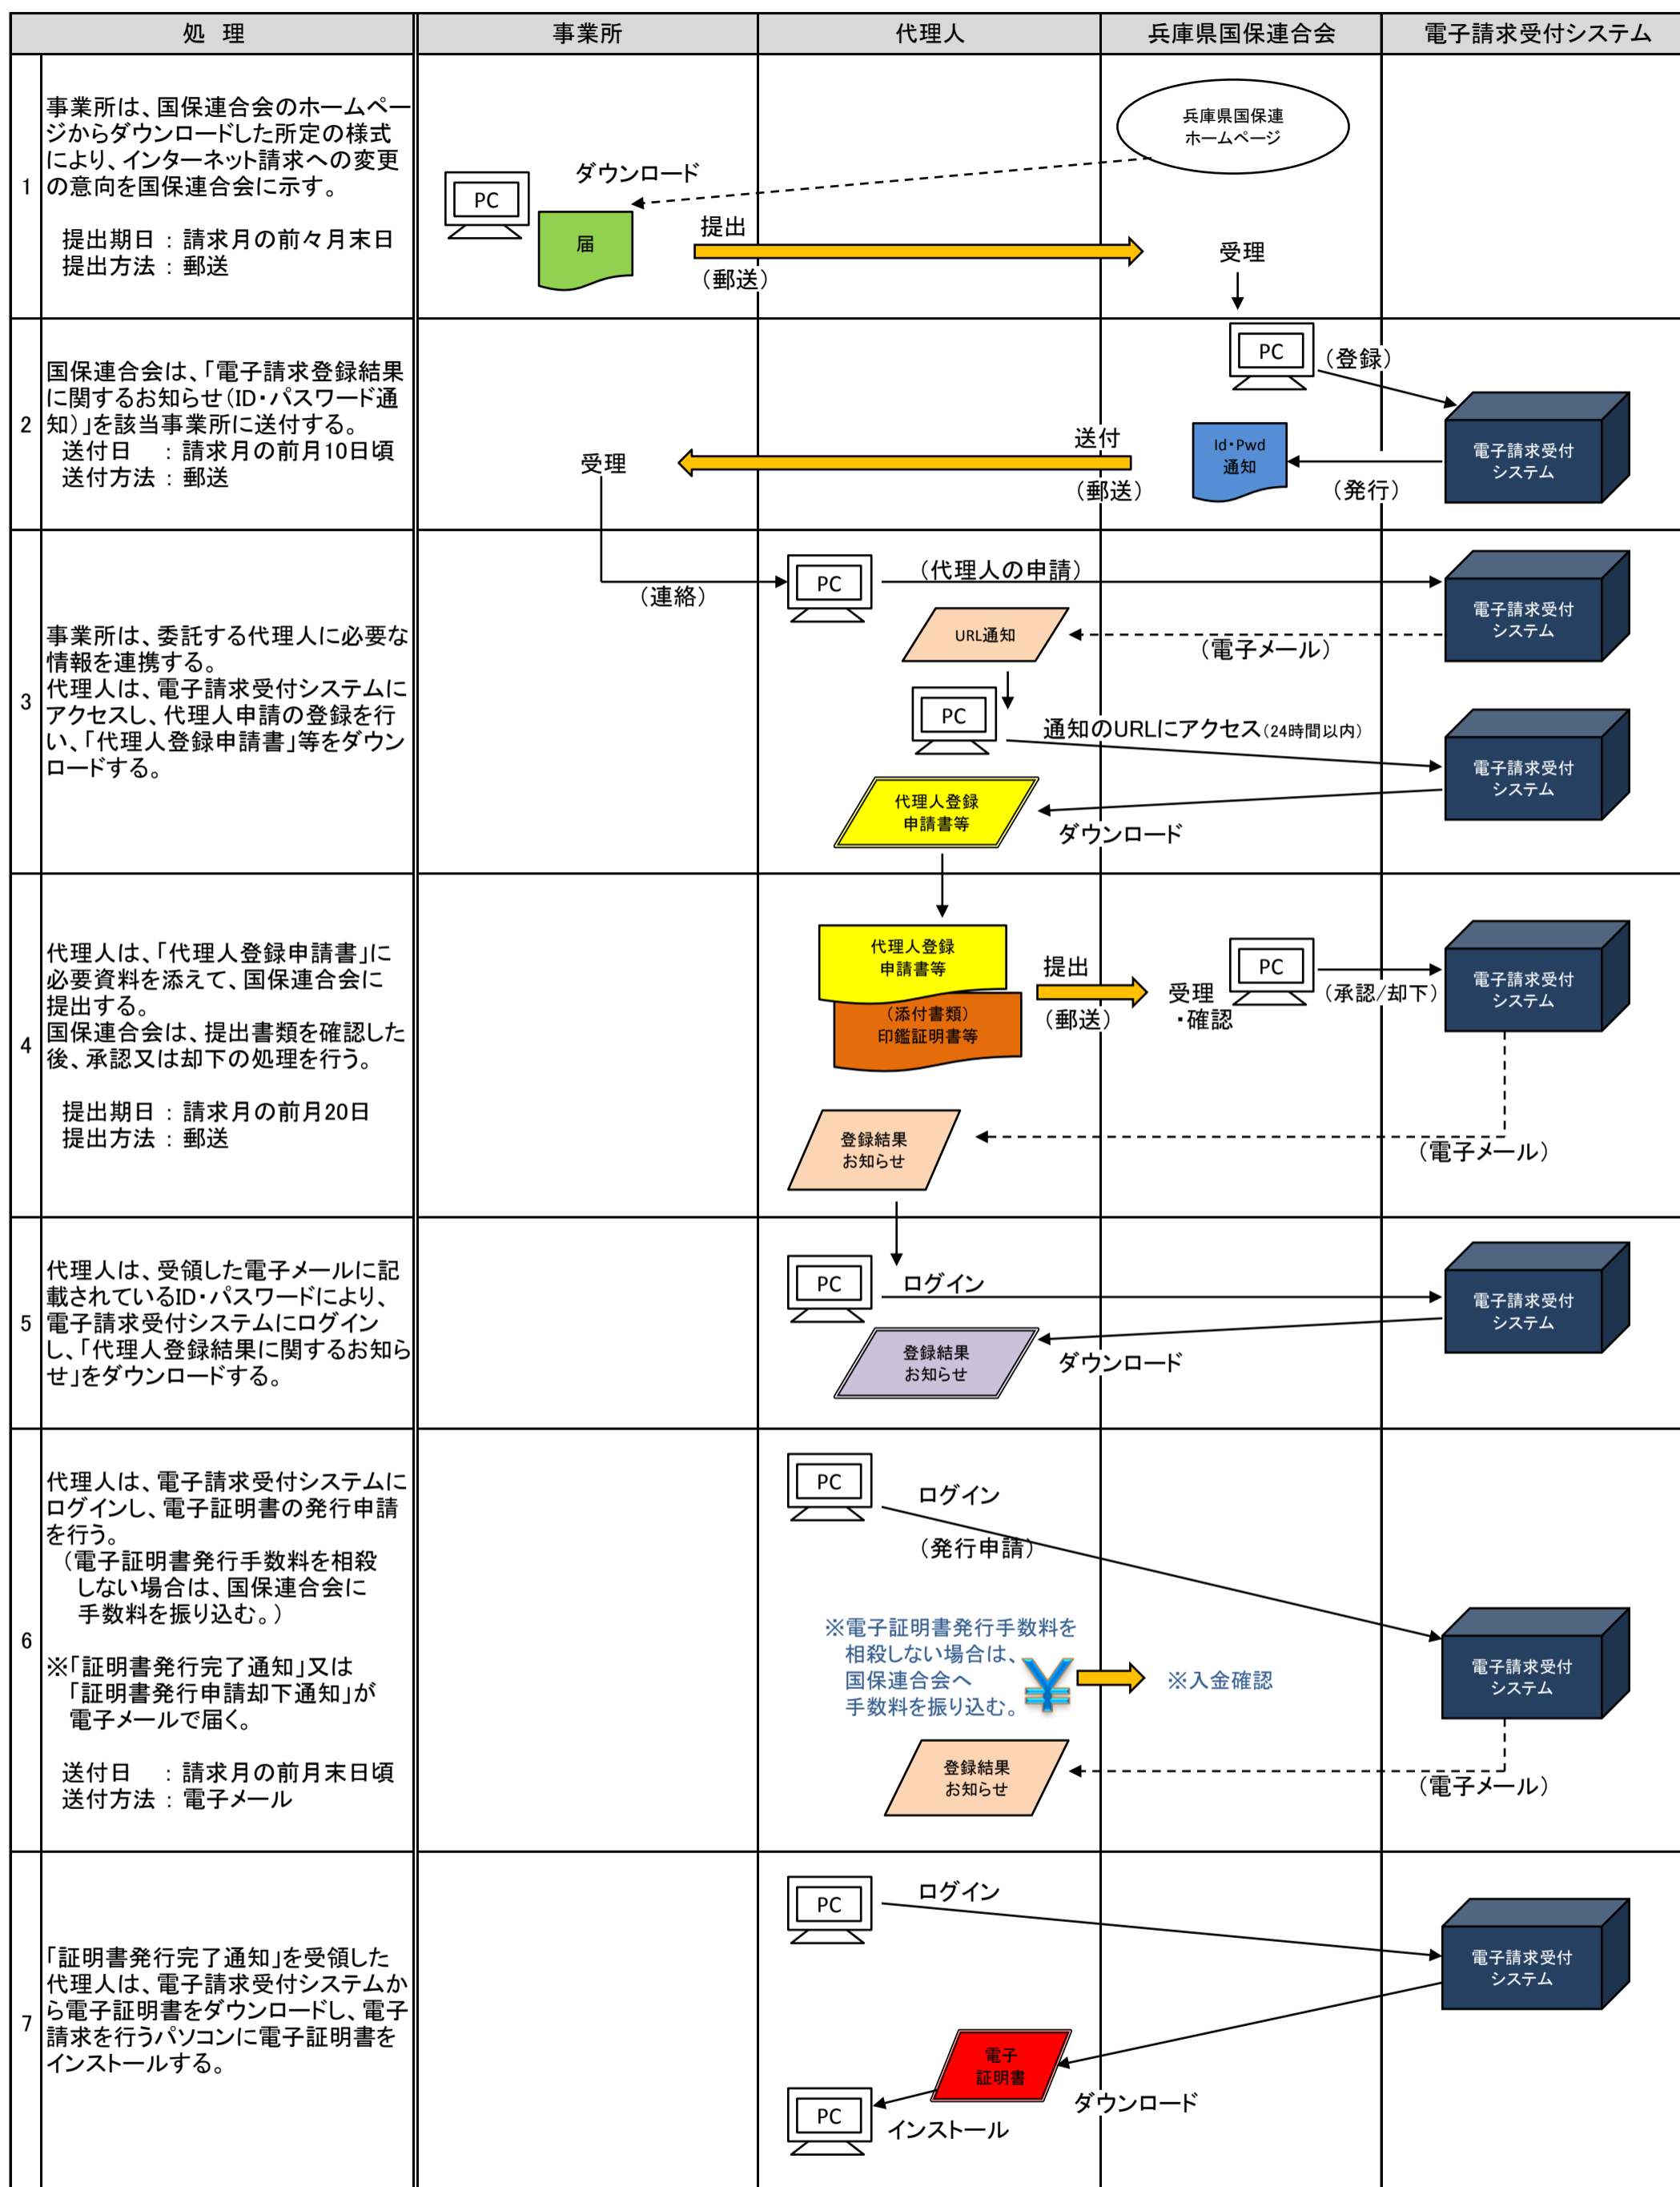 処 理
事業所
代理人
兵庫県国保連合会
電子請求受付システム
1
事業所は、国保連合会のホームペー
ジからダウンロードした所定の様式
により、インターネット請求への変更
の意向を国保連合会に示す。
提出期日 : 請求月の前々月末日
提出方法 : 郵送
兵庫県国保連
ホームページ
ダウンロード
PC
届
提出
(郵送)
受理
2
国保連合会は、「電子請求登録結果
に関するお知らせ(ID・パスワード通
知)」を該当事業所に送付する。
送付日 : 請求月の前月10日頃
送付方法 : 郵送
PC
(登録)
電子請求受付
システム
Id・Pwd
通知
(発行)
送付
(郵送)
受理
3
事業所は、委託する代理人に必要な
情報を連携する。
代理人は、電子請求受付システムに
アクセスし、代理人申請の登録を行
い、「代理人登録申請書」等をダウン
ロードする。
(連絡)
PC
(代理人の申請)
電子請求受付
システム
URL通知
(電子メール)
PC
通知のURLにアクセス(24時間以内)
電子請求受付
システム
代理人登録
申請書等
ダウンロード
4
代理人は、「代理人登録申請書」に
必要資料を添えて、国保連合会に
提出する。
国保連合会は、提出書類を確認した
後、承認又は却下の処理を行う。
提出期日 : 請求月の前月20日
提出方法 : 郵送
代理人登録
申請書等
(添付書類)
印鑑証明書等
提出
(郵送)
受理
・確認
PC
(承認/却下)
電子請求受付
システム
登録結果
お知らせ
(電子メール)
5
代理人は、受領した電子メールに記
載されているID・パスワードにより、
電子請求受付システムにログイン
し、「代理人登録結果に関するお知ら
せ」をダウンロードする。
PC
ログイン
電子請求受付
システム
登録結果
お知らせ
ダウンロード
6
代理人は、電子請求受付システムに
ログインし、電子証明書の発行申請
を行う。
(電子証明書発行手数料を相殺
しない場合は、国保連合会に
手数料を振り込む。)
※「証明書発行完了通知」又は
「証明書発行申請却下通知」が
電子メールで届く。
送付日 : 請求月の前月末日頃
送付方法 : 電子メール
PC
ログイン
(発行申請)
※電子証明書発行手数料を
相殺しない場合は、
国保連合会へ
手数料を振り込む。
¥
※入金確認
電子請求受付
システム
登録結果
お知らせ
(電子メール)
7
「証明書発行完了通知」を受領した
代理人は、電子請求受付システムか
ら電子証明書をダウンロードし、電子
請求を行うパソコンに電子証明書を
インストールする。
PC
ログイン
電子請求受付
システム
電子
証明書
ダウンロード
PC
インストール